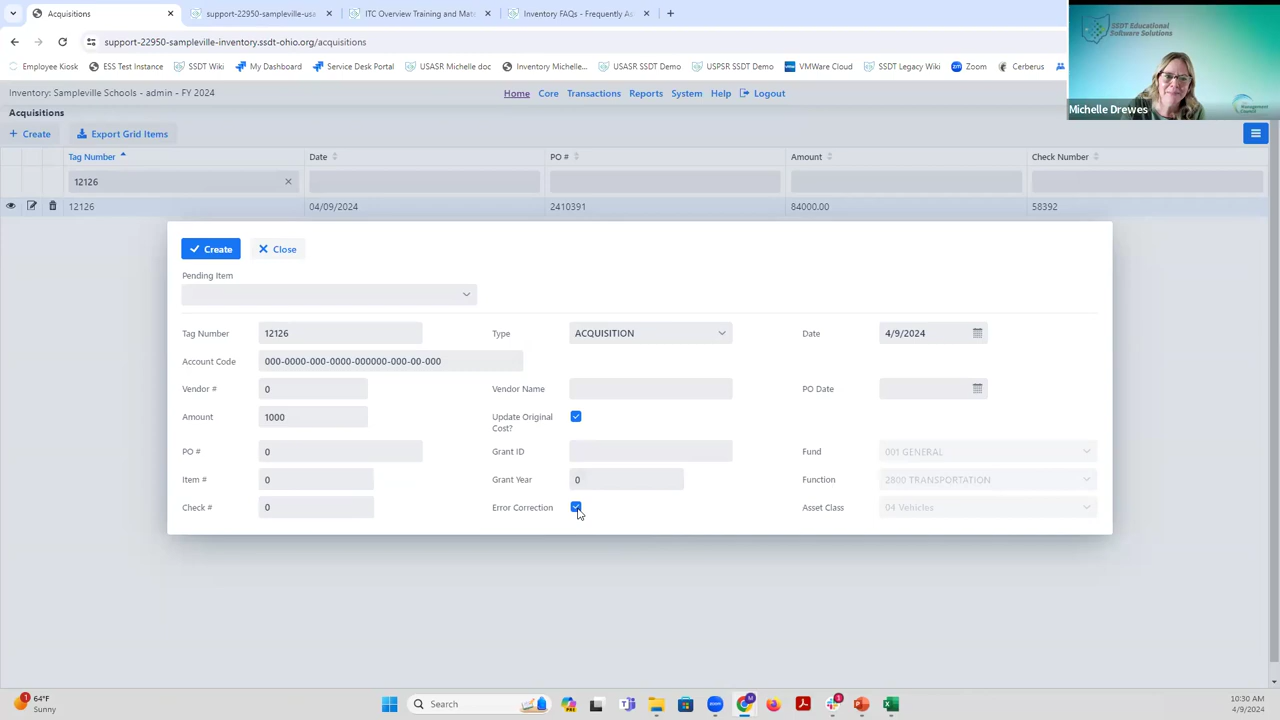 Acquisitions
support-22950-sampleville-usa
ITC Overview Training and Mat
Inventory FAQs - Frequently As
support-22950-sampleville-inventory.ssdt-ohio.org/acquisitions
Employee Kiosk
ESS Test Instance
SSDT Wiki
My Dashboard
Service Desk Portal
USASR Michelle doc
Inventory Michelle...
USASR SSDT Demo
USPSR SSDT Demo
VMWare Cloud
SSDT Legacy Wiki
Zoom
Cerberus
SSDT Educational
Software Solutions
Michelle Drewes
Inventory: Sampleville Schools - admin - FY 2024
Home Core Transactions Reports System Help Logout
Acquisitions
+ Create Export Grid Items
Tag Number Date PO # Amount Check Number
12126
12126 04/09/2024 2410391 84000.00 58392
Create Close
Pending Item
Tag Number 12126 Type ACQUISITION Date 4/9/2024
Account Code 000-0000-000-0000-000000-000-00-000
Vendor # 0 Vendor Name PO Date
Amount 1000 Update Original
Cost?
PO # 0 Grant ID Fund 001 GENERAL
Item # 0 Grant Year 0 Function 2800 TRANSPORTATION
Check # 0 Error Correction Asset Class 04 Vehicles
1
64°F
Sunny
Search
10:30 AM
4/9/2024